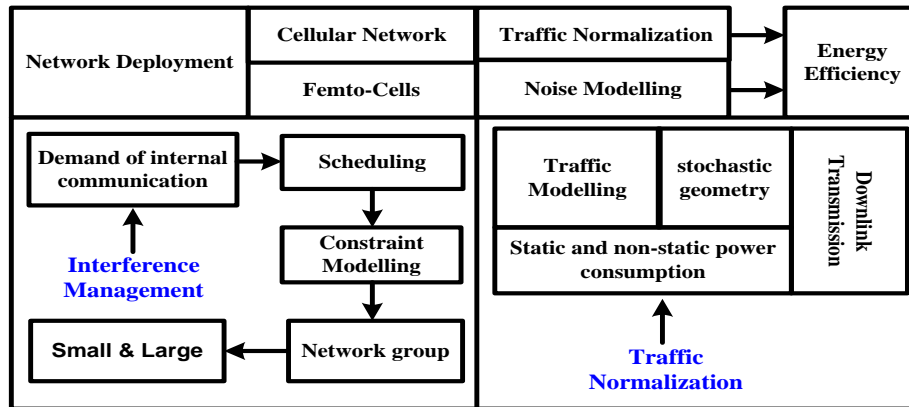 Network Deployment
Cellular Network
Femto-Cells
Traffic Normalization
Noise Modelling
Energy
Efficiency
Demand of internal
communication
Scheduling
Constraint
Modelling
Interference
Management
Small & Large
Network group
Traffic
Modelling
stochastic
geometry
Downlink
Transmission
Static and non-static power
consumption
Traffic
Normalization